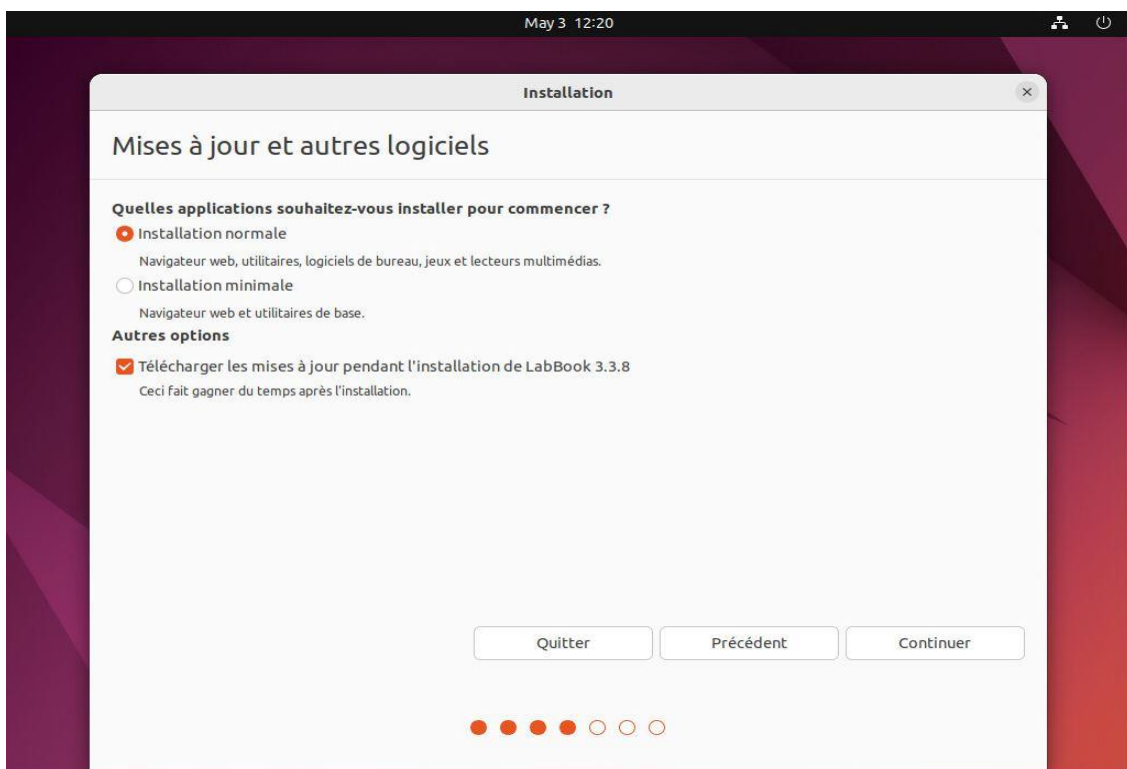 May 3 12:20
Installation
Mises à jour et autres logiciels
Quelles applications souhaitez-vous installer pour commencer ?
Installation normale
Navigateur web, utilitaires, logiciels de bureau, jeux et lecteurs multimédias.
Installation minimale
Navigateur web et utilitaires de base.
Autres options
Télécharger les mises à jour pendant l'installation de LabBook 3.3.8
Ceci fait gagner du temps après l'installation.
Quitter
Précédent
Continuer